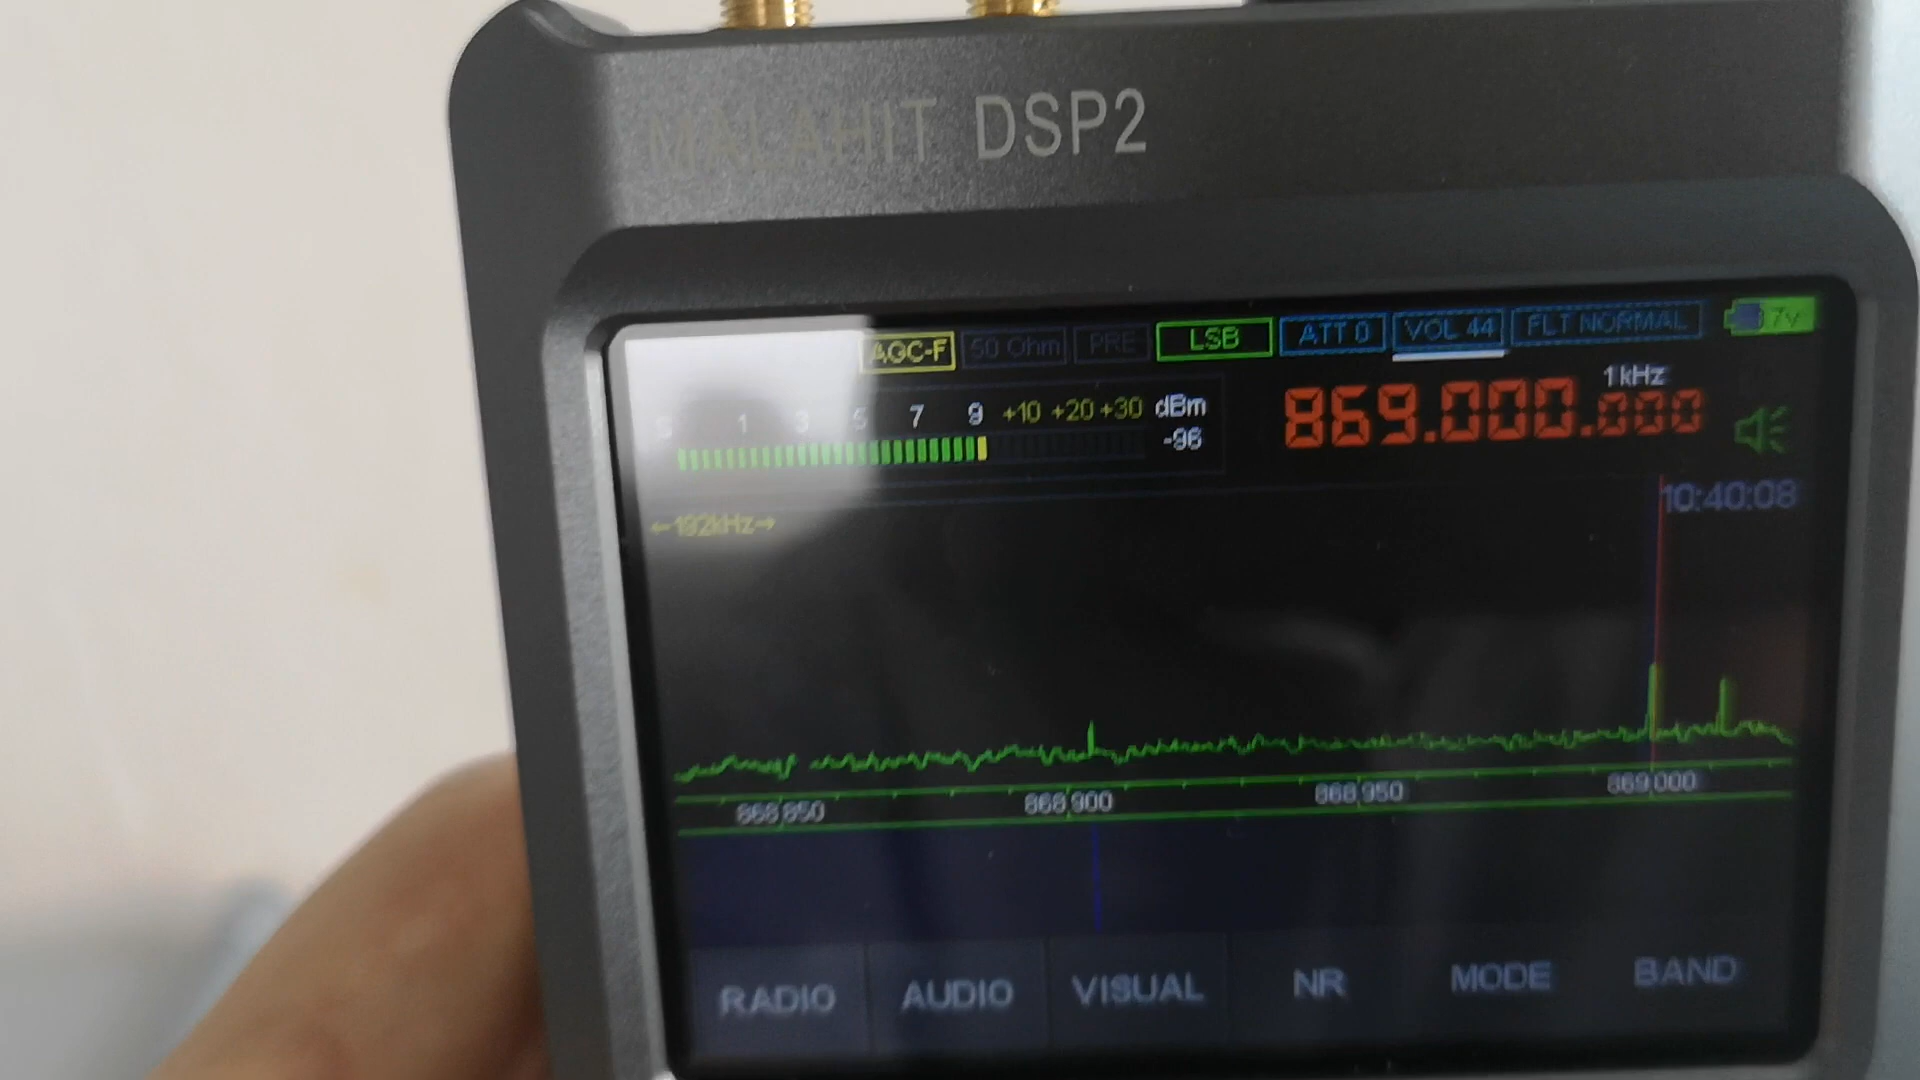 MALAHIT DSP2
AGC-F 50 Ohm PRE LSB ATT 0 VOL 44 FLT NORMAL 7V
1kHz
S 1 3 5 7 9 +10 +20 +30 dBm
-96
869.000.000
←192kHz→
10:40:08
868,850 868,900 868,950 869,000
RADIO AUDIO VISUAL NR MODE BAND